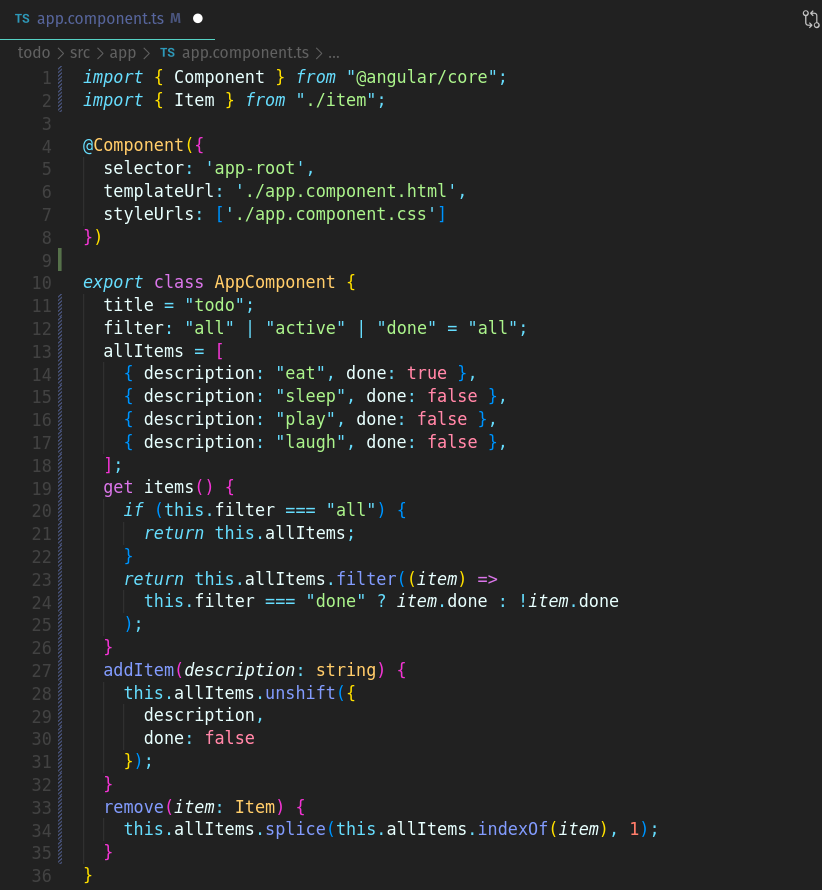 TS app.component.ts M
todo > src > app > TS app.component.ts > ...
1 import { Component } from "@angular/core";
2 import { Item } from "./item";
3
4 @Component({
5   selector: 'app-root',
6   templateUrl: './app.component.html',
7   styleUrls: ['./app.component.css']
8 })
9
10 export class AppComponent {
11   title = "todo";
12   filter: "all" | "active" | "done" = "all";
13   allItems = [
14     { description: "eat", done: true },
15     { description: "sleep", done: false },
16     { description: "play", done: false },
17     { description: "laugh", done: false },
18   ];
19   get items() {
20     if (this.filter === "all") {
21       return this.allItems;
22     }
23     return this.allItems.filter((item) =>
24       this.filter === "done" ? item.done : !item.done
25     );
26   }
27   addItem(description: string) {
28     this.allItems.unshift({
29       description,
30       done: false
31     });
32   }
33   remove(item: Item) {
34     this.allItems.splice(this.allItems.indexOf(item), 1);
35   }
36 }